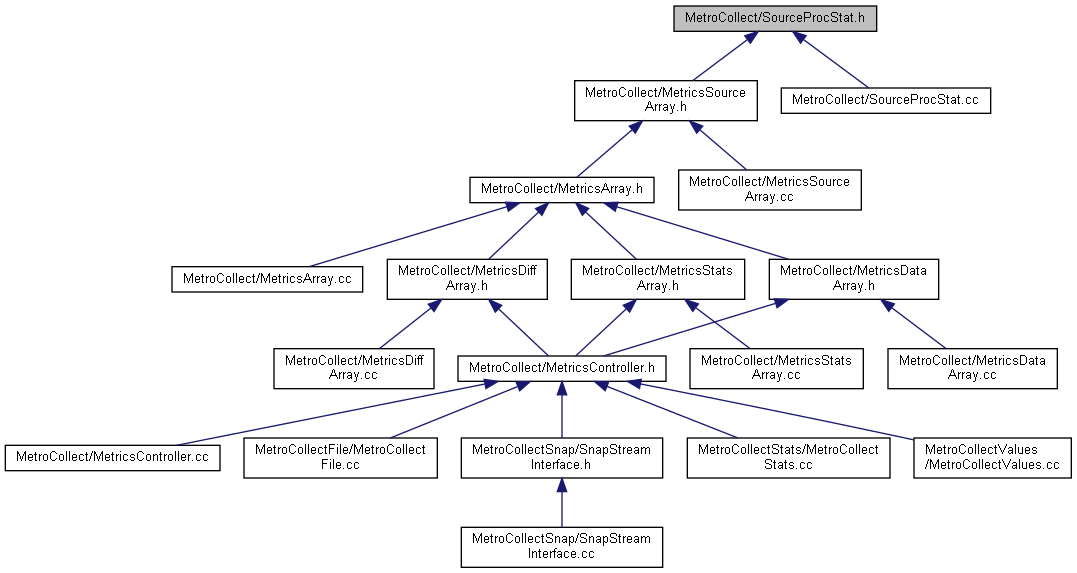 MetroCollect/SourceProcStat.h
MetroCollect/MetricsSource
Array.h
MetroCollect/SourceProcStat.cc
MetroCollect/MetricsArray.h
MetroCollect/MetricsSource
Array.cc
MetroCollect/MetricsArray.cc
MetroCollect/MetricsDiff
Array.h
MetroCollect/MetricsStats
Array.h
MetroCollect/MetricsData
Array.h
MetroCollect/MetricsDiff
Array.cc
MetroCollect/MetricsController.h
MetroCollect/MetricsStats
Array.cc
MetroCollect/MetricsData
Array.cc
MetroCollect/MetricsController.cc
MetroCollectFile/MetroCollect
File.cc
MetroCollectSnap/SnapStream
Interface.h
MetroCollectStats/MetroCollect
Stats.cc
MetroCollectValues
/MetroCollectValues.cc
MetroCollectSnap/SnapStream
Interface.cc